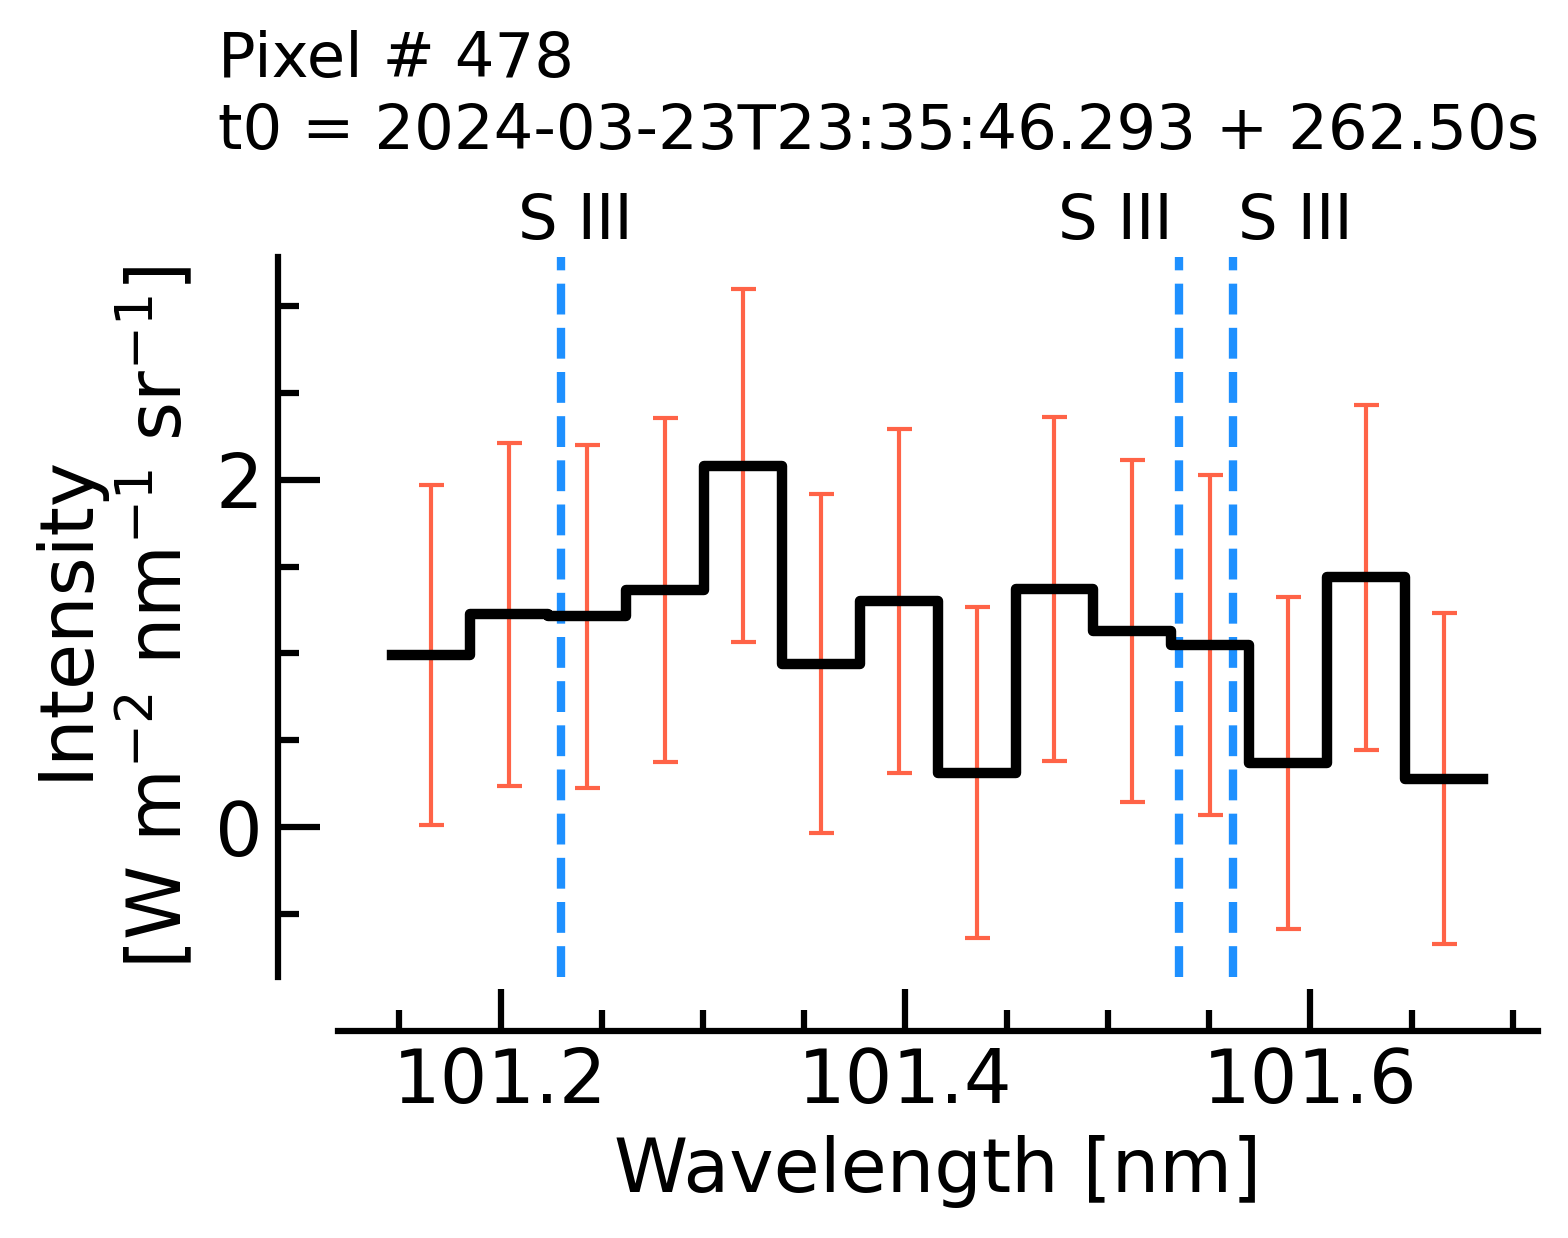 Pixel # 478
t0 = 2024-03-23T23:35:46.293 + 262.50s
S III S III S III
Intensity
[W m⁻² nm⁻¹ sr⁻¹]
2
0
101.2 101.4 101.6
Wavelength [nm]